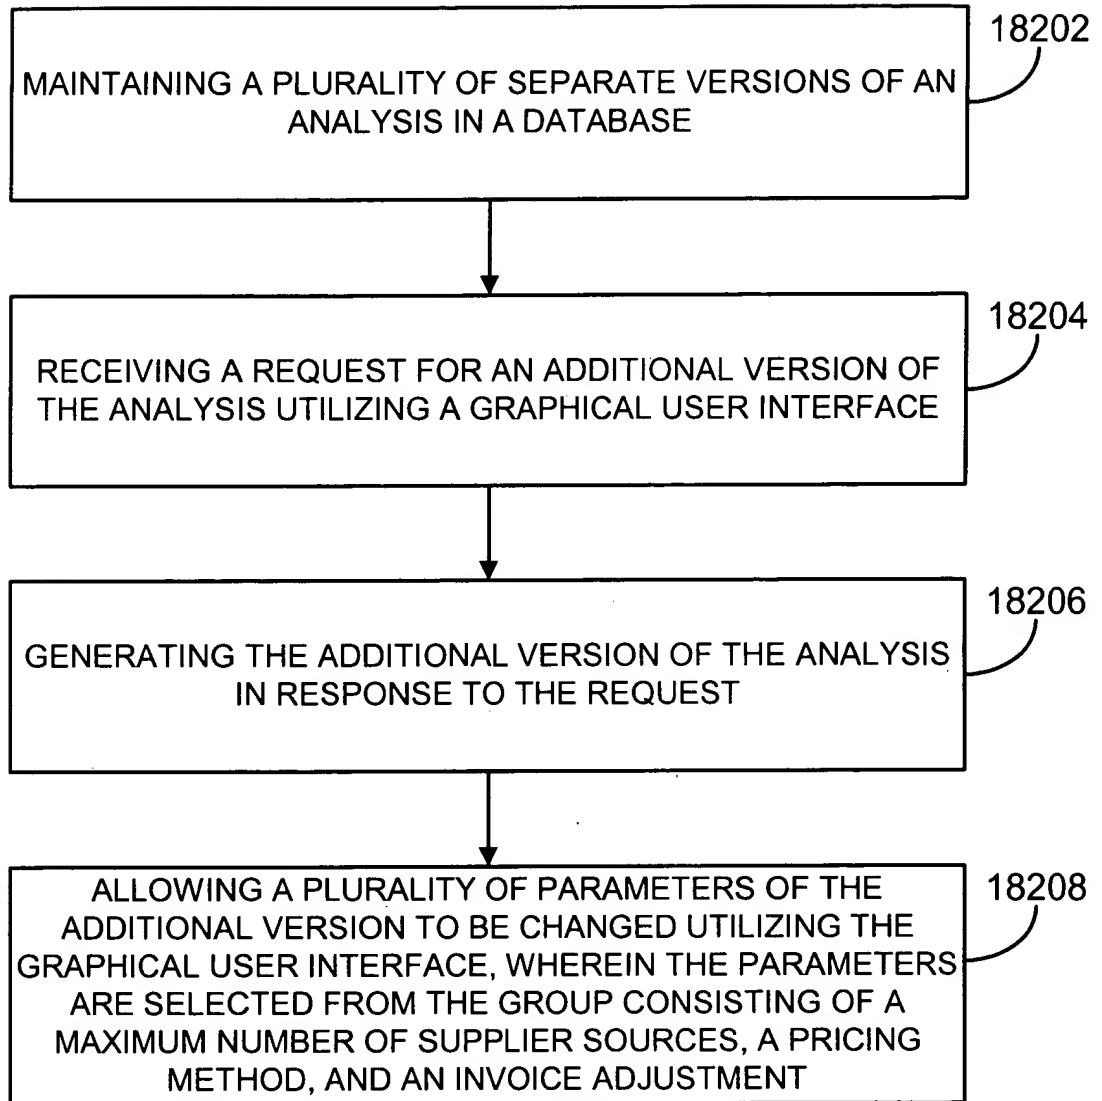 18202
MAINTAINING A PLURALITY OF SEPARATE VERSIONS OF AN
ANALYSIS IN A DATABASE
18204
RECEIVING A REQUEST FOR AN ADDITIONAL VERSION OF
THE ANALYSIS UTILIZING A GRAPHICAL USER INTERFACE
18206
GENERATING THE ADDITIONAL VERSION OF THE ANALYSIS
IN RESPONSE TO THE REQUEST
18208
ALLOWING A PLURALITY OF PARAMETERS OF THE
ADDITIONAL VERSION TO BE CHANGED UTILIZING THE
GRAPHICAL USER INTERFACE, WHEREIN THE PARAMETERS
ARE SELECTED FROM THE GROUP CONSISTING OF A
MAXIMUM NUMBER OF SUPPLIER SOURCES, A PRICING
METHOD, AND AN INVOICE ADJUSTMENT